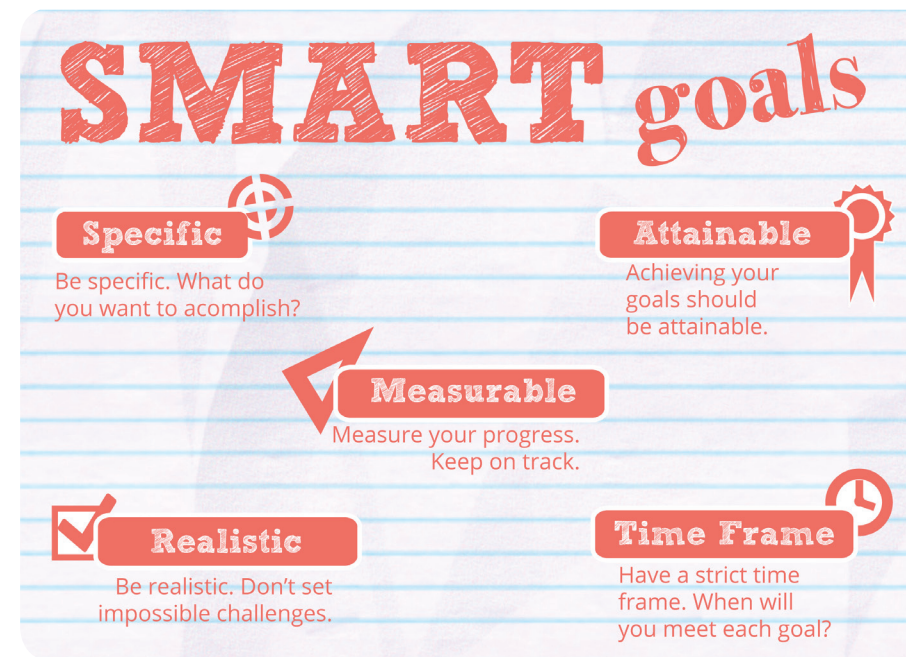 SMART goals
Specific
Be specific. What do
you want to acomplish?
Attainable
Achieving your
goals should
be attainable.
Measurable
Measure your progress.
Keep on track.
Realistic
Be realistic. Don't set
impossible challenges.
Time Frame
Have a strict time
frame. When will
you meet each goal?